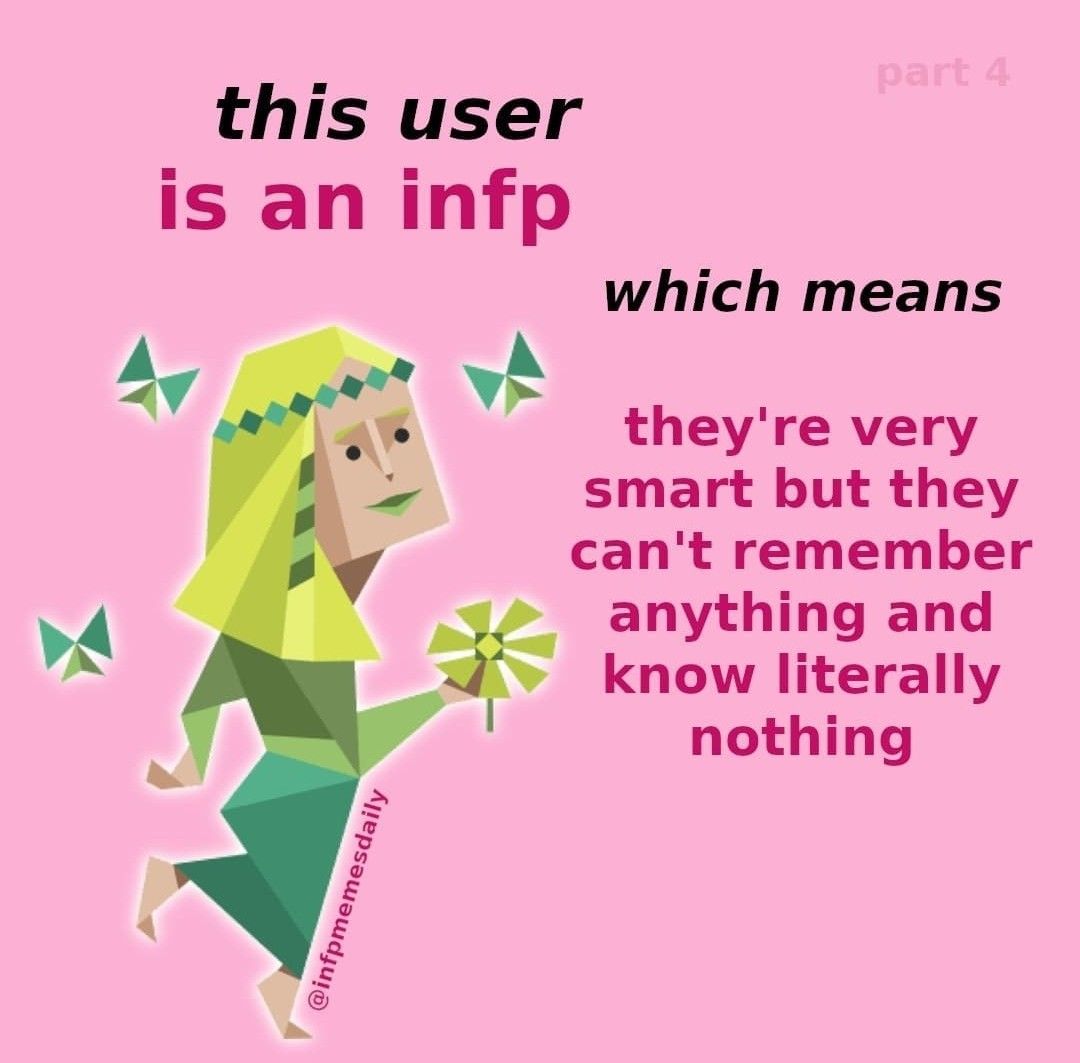 part 4
this user
is an infp
which means
they're very
smart but they
can't remember
anything and
know literally
nothing
@infpmemesdaily